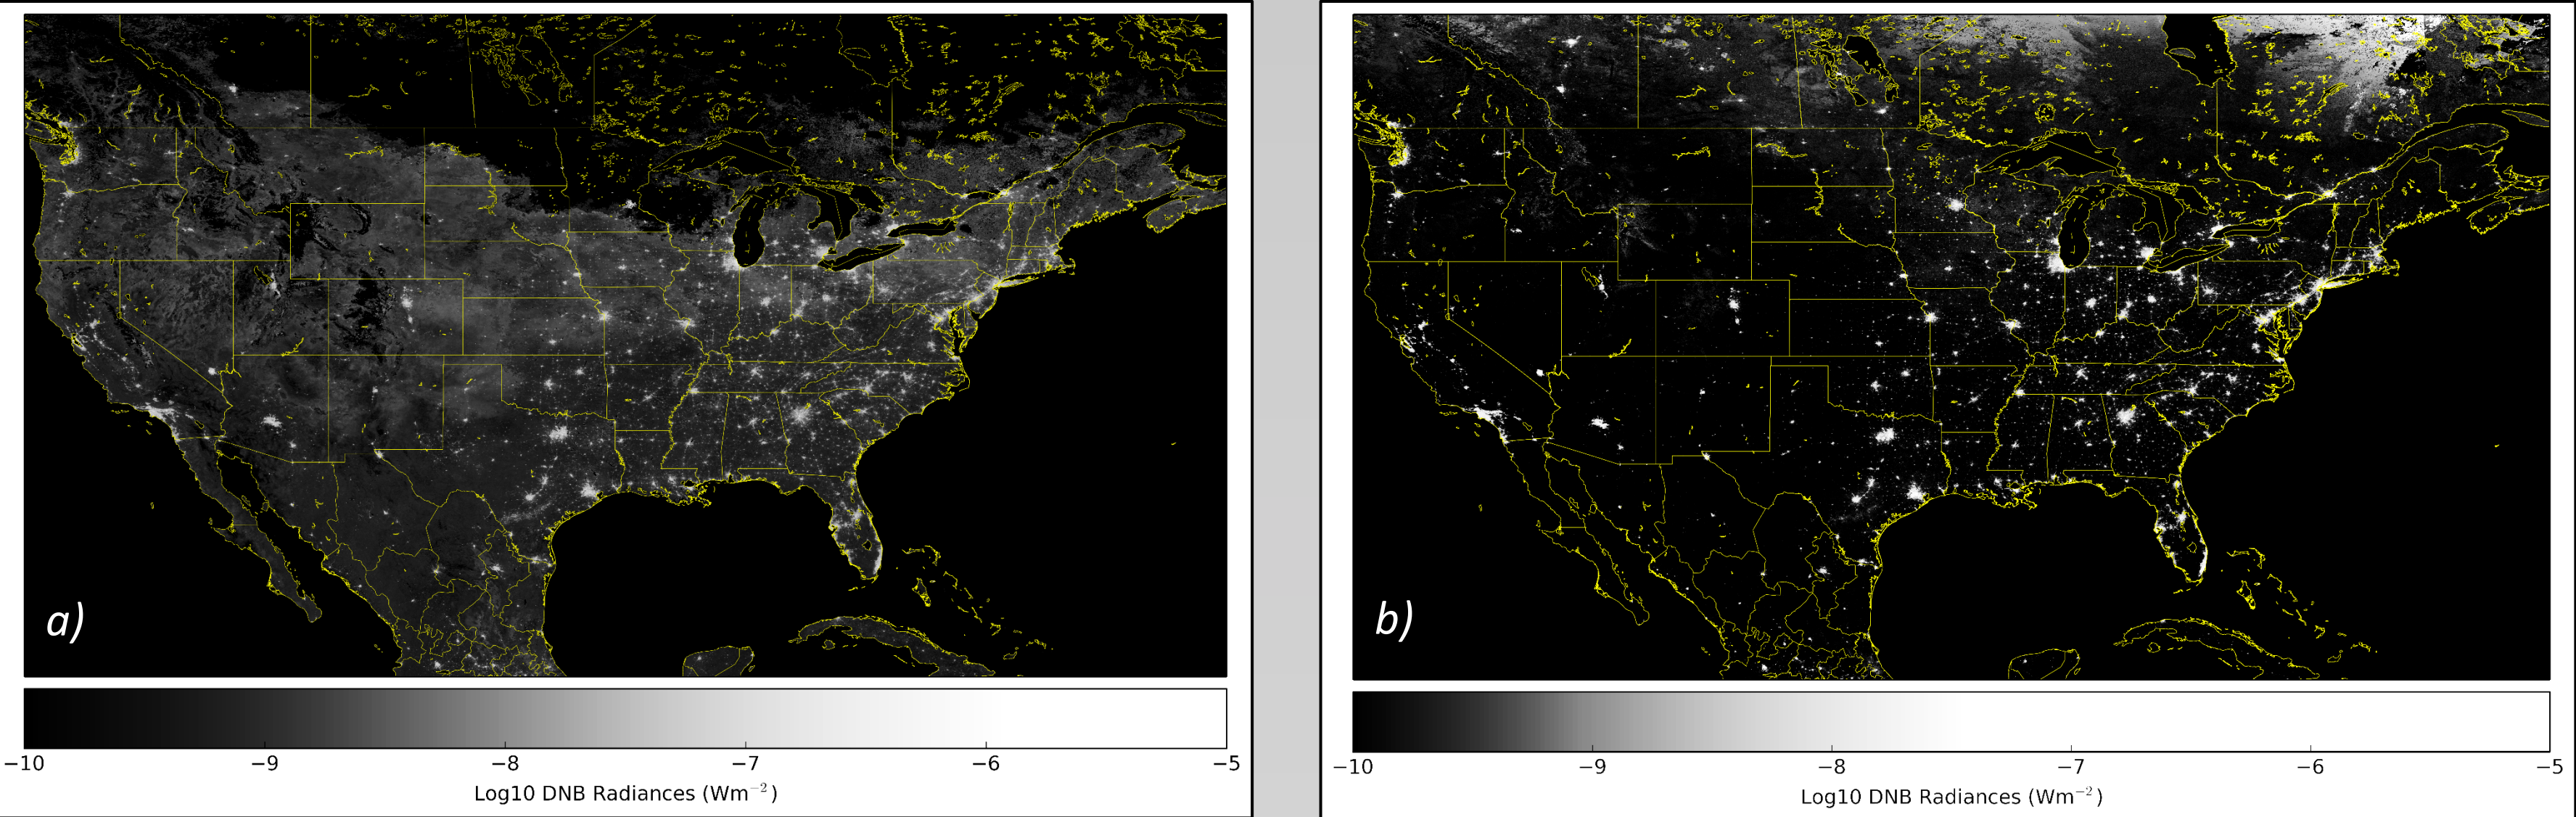 a)
−10 −9 −8 −7 −6 −5
Log10 DNB Radiances (Wm⁻²)
b)
−10 −9 −8 −7 −6 −5
Log10 DNB Radiances (Wm⁻²)